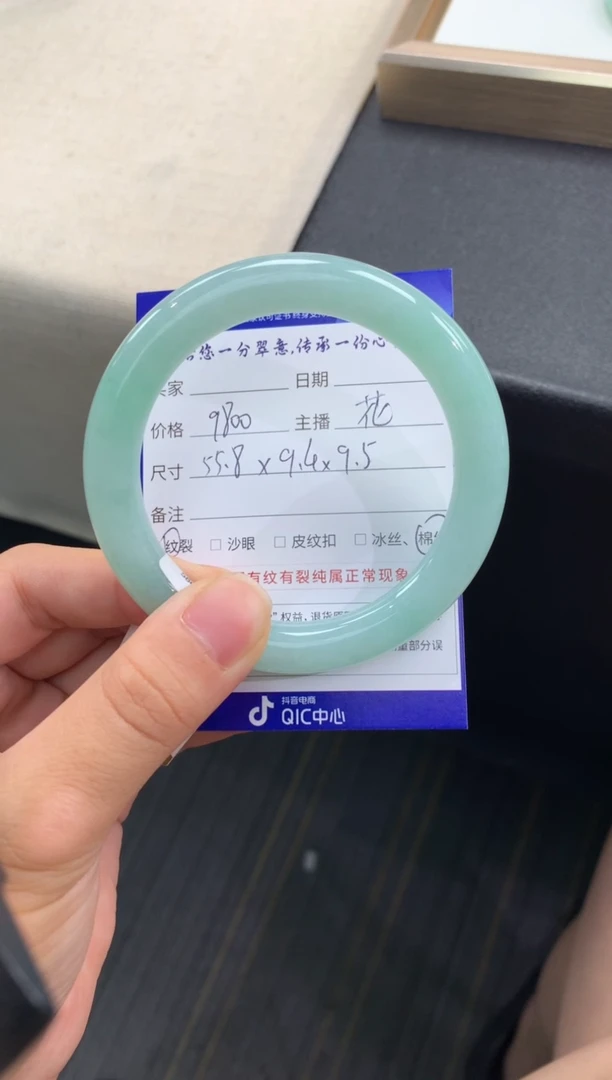 您一分翠意,传承一份心
家 日期
价格 9800 主播 花
尺寸 55.8 x 9.4 x 9.5
备注
纹裂 □ 沙眼 □ 皮纹扣 □ 冰丝、棉
有纹有裂纯属正常现象
权益,退货
部分误
抖音电商
QIC中心